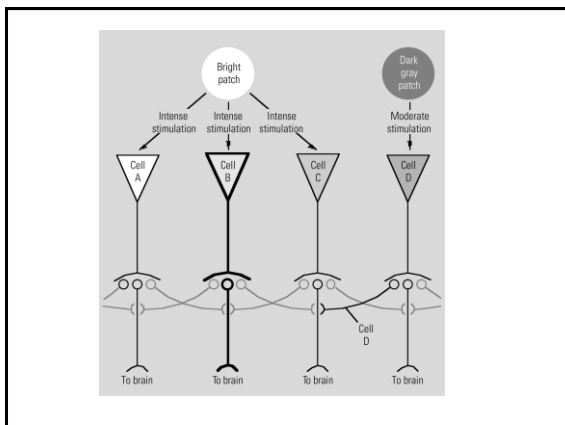 Bright
patch
Dark
gray
patch
Intense
stimulation
Intense
stimulation
Intense
stimulation
Moderate
stimulation
Cell
A
Cell
B
Cell
C
Cell
D
Cell
D
To brain
To brain
To brain
To brain